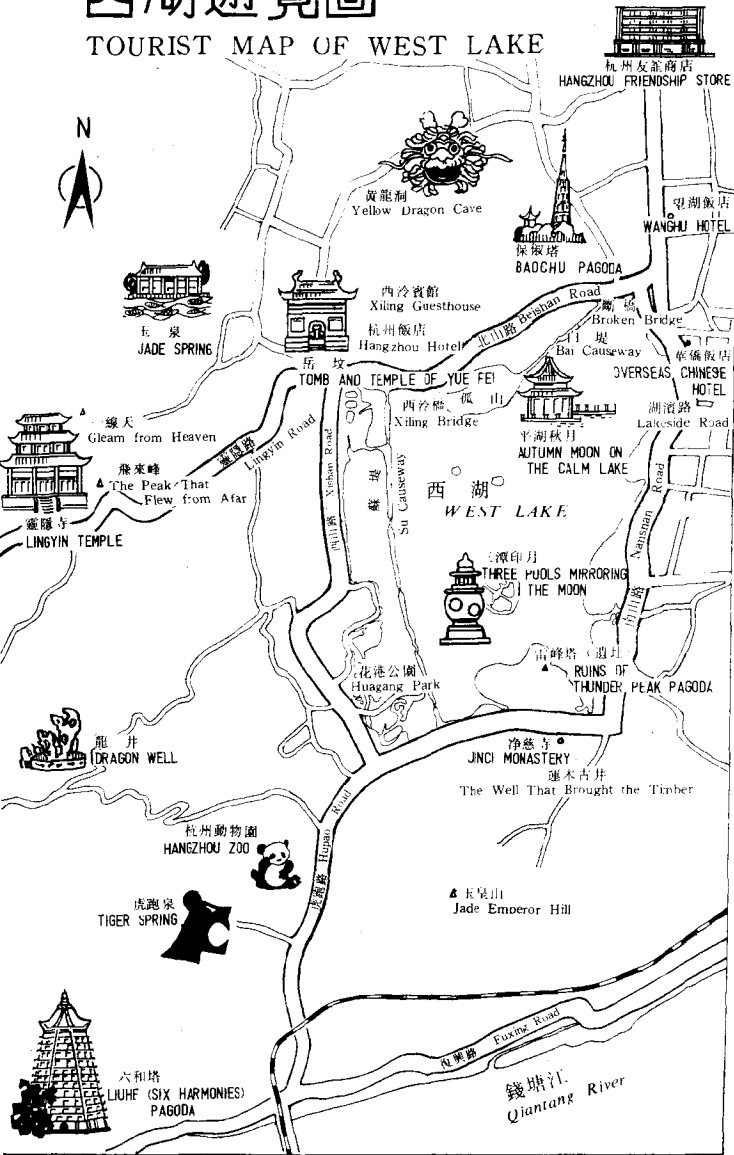 西湖遊覽圖
TOURIST MAP OF WEST LAKE
杭州友誼商店
HANGZHOU FRIENDSHIP STORE
N
黃龍洞
Yellow Dragon Cave
望湖飯店
WANGHU HOTEL
保俶塔
BAOCHU PAGODA
玉泉
JADE SPRING
西泠賓館
Xiling Guesthouse
杭州飯店
Hangzhou Hotel
北山路 Beishan Road
斷橋
Broken Bridge
白堤
Bai Causeway
華僑飯店
OVERSEAS CHINESE
HOTEL
岳坟
TOMB AND TEMPLE OF YUE FEI
孤山
西泠橋
Xiling Bridge
湖濱路
Lakeside Road
平湖秋月
AUTUMN MOON ON
THE CALM LAKE
一線天
Gleam from Heaven
靈隱路 Lingyin Road
飛來峰
The Peak That
Flew from Afar
靈隱寺
LINGYIN TEMPLE
西山路 Xishan Road
蘇堤
Su Causeway
西湖
WEST LAKE
南山路 Nanshan Road
三潭印月
THREE POOLS MIRRORING
THE MOON
雷峰塔（遺址）
RUINS OF
THUNDER PEAK PAGODA
花港公園
Huagang Park
龍井
DRAGON WELL
净慈寺
JINCI MONASTERY
運木古井
The Well That Brought the Timber
杭州動物園
HANGZHOU ZOO
虎跑路 Hupao Road
虎跑泉
TIGER SPRING
玉皇山
Jade Emperor Hill
復興路 Fuxing Road
六和塔
LIUHE (SIX HARMONIES)
PAGODA
錢塘江
Qiantang River